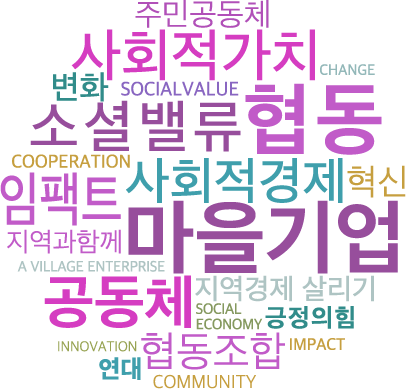 주민공동체
사회적가치
CHANGE
변화
SOCIALVALUE
협동
소셜밸류
COOPERATION
사회적경제
혁신
임팩트
마을기업
지역과함께
A VILLAGE ENTERPRISE
지역경제 살리기
공동체
SOCIAL
ECONOMY
긍정의힘
INNOVATION
협동조합
IMPACT
연대
COMMUNITY